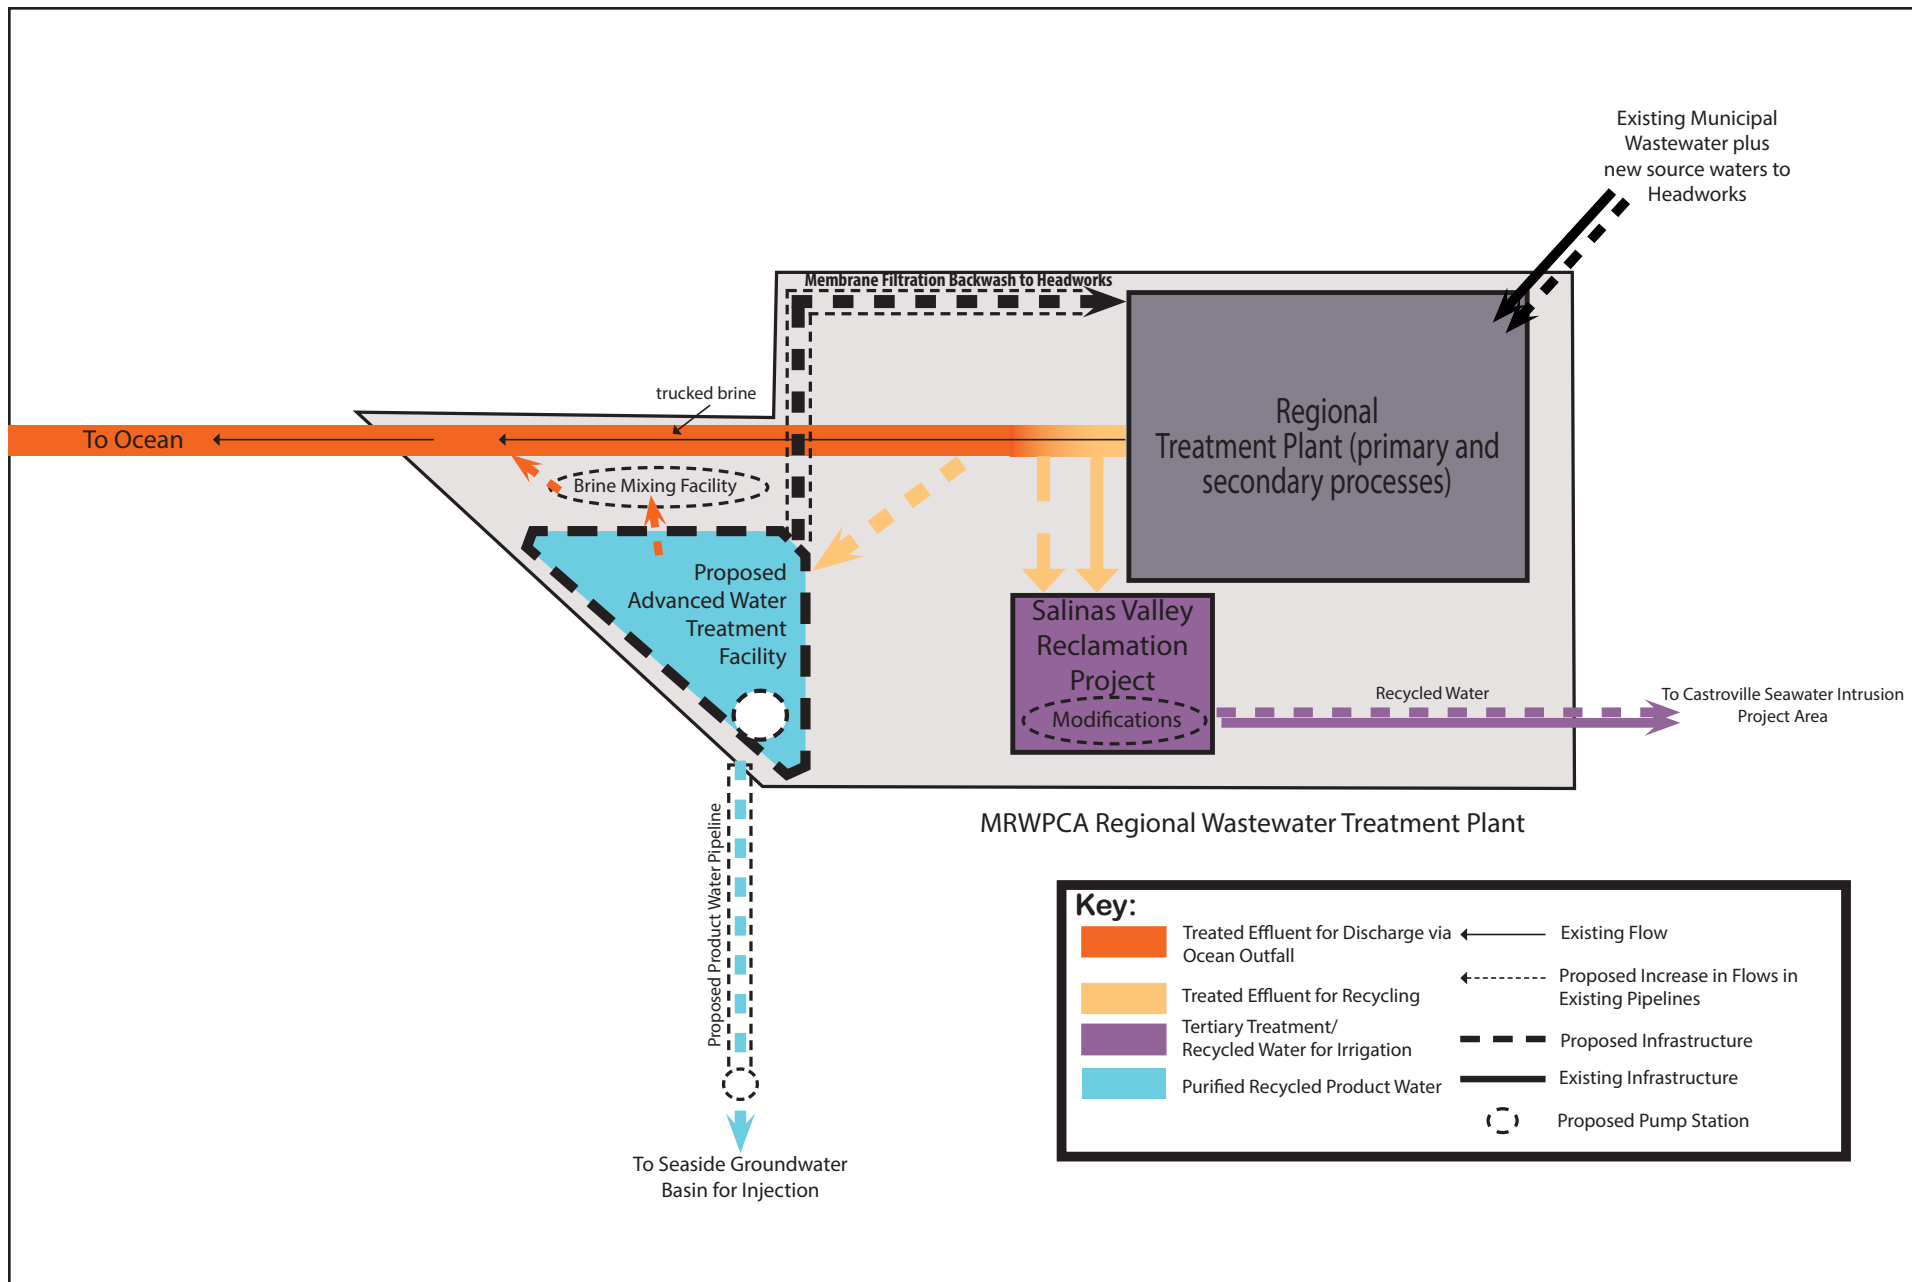 Existing Municipal
Wastewater plus
new source waters to
Headworks
Membrane Filtration Backwash to Headworks
trucked brine
To Ocean
Regional
Treatment Plant (primary and
secondary processes)
Brine Mixing Facility
Proposed
Advanced Water
Treatment
Facility
Salinas Valley
Reclamation
Project
Modifications
Recycled Water
To Castroville Seawater Intrusion
Project Area
Proposed Product Water Pipeline
MRWPCA Regional Wastewater Treatment Plant
Key:
Treated Effluent for Discharge via
Ocean Outfall
Treated Effluent for Recycling
Tertiary Treatment/
Recycled Water for Irrigation
Purified Recycled Product Water
Existing Flow
Proposed Increase in Flows in
Existing Pipelines
Proposed Infrastructure
Existing Infrastructure
Proposed Pump Station
To Seaside Groundwater
Basin for Injection